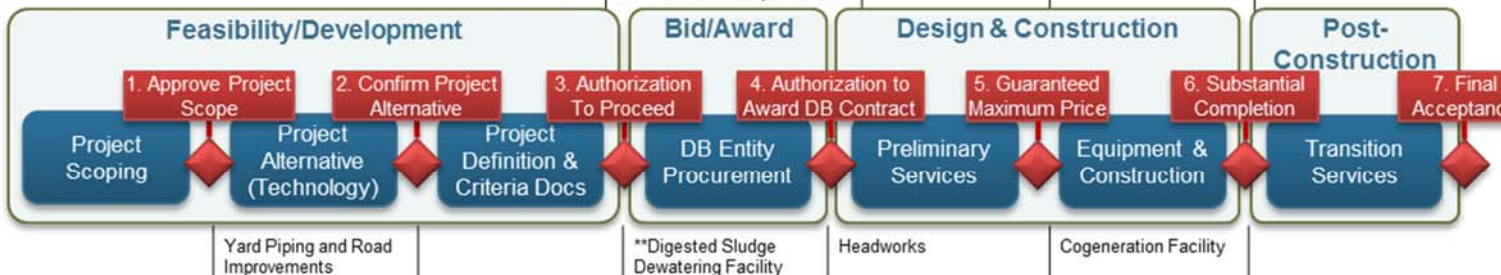 Feasibility/Development
Bid/Award
Design & Construction
Post-
Construction
1. Approve Project
Scope
2. Confirm Project
Alternative
3. Authorization
To Proceed
4. Authorization to
Award DB Contract
5. Guaranteed
Maximum Price
6. Substantial
Completion
7. Final
Project
Scoping
Project
Alternative
(Technology)
Project
Definition &
Criteria Docs
DB Entity
Procurement
Preliminary
Services
Equipment &
Construction
Transition
Services
Yard Piping and Road
Improvements
**Digested Sludge
Dewatering Facility
Headworks
Cogeneration Facility